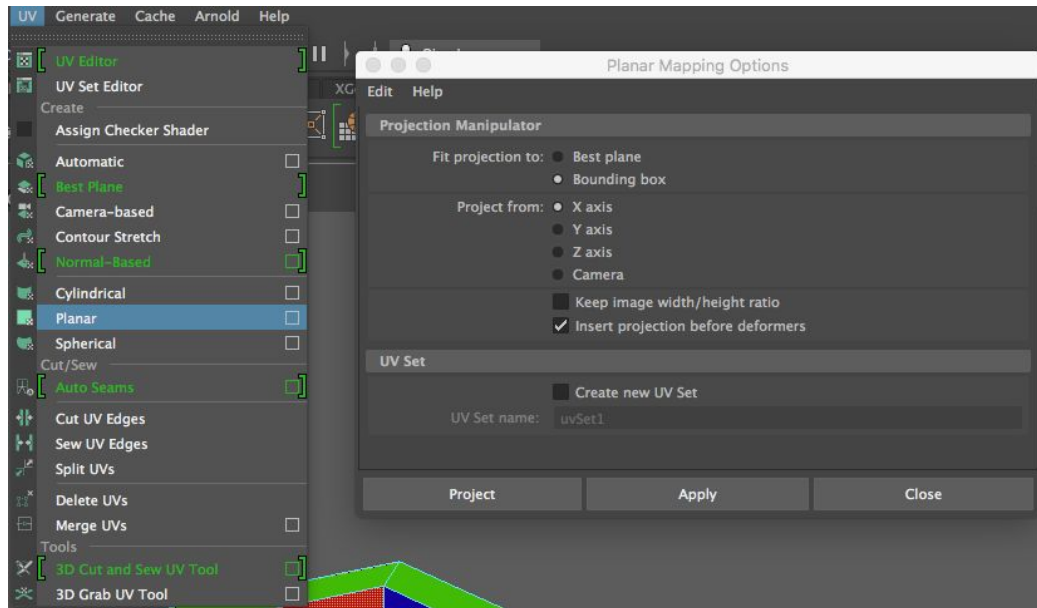 UV Generate Cache Arnold Help
UV Editor
UV Set Editor
Create
Assign Checker Shader
Automatic
Best Plane
Camera-based
Contour Stretch
Normal-Based
Cylindrical
Planar
Spherical
Cut/Sew
Auto Seams
Cut UV Edges
Sew UV Edges
Split UVs
Delete UVs
Merge UVs
Tools
3D Cut and Sew UV Tool
3D Grab UV Tool
XG
Planar Mapping Options
Edit Help
Projection Manipulator
Fit projection to: Best plane
Bounding box
Project from: X axis
Y axis
Z axis
Camera
Keep image width/height ratio
Insert projection before deformers
UV Set
Create new UV Set
UV Set name: uvSet1
Project Apply Close